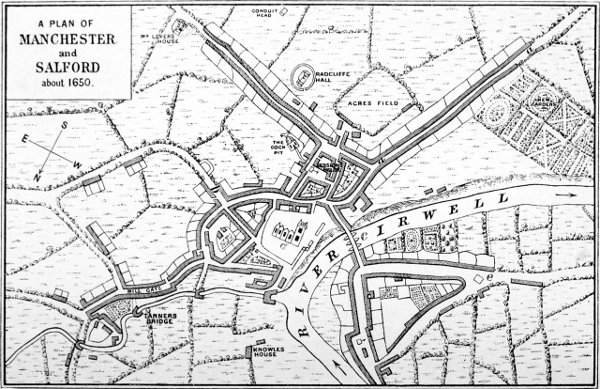 A PLAN OF
MANCHESTER
and
SALFORD
about 1650.
MR LEVERS
HOUSE
CONDUIT
HEAD
RADCLIFFE
HALL
ACRES FIELD
THE
COCK
PIT
GARDENS
S
E
W
N
RIVER IRWELL
MILL GATE
TANNERS
BRIDGE
KNOWLES
HOUSE